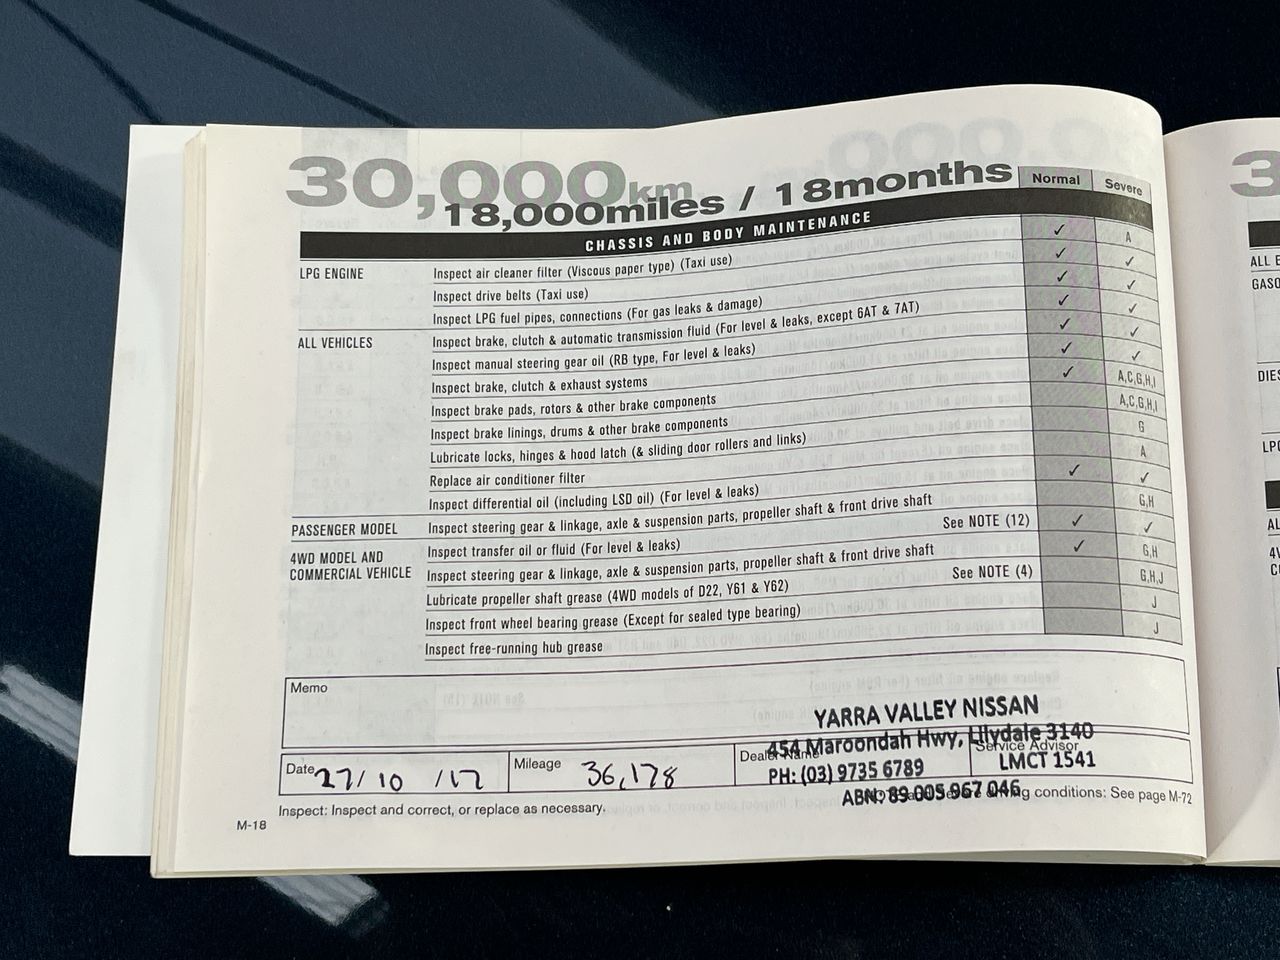 30,000km
18,000miles / 18months
Normal Severe
CHASSIS AND BODY MAINTENANCE
LPG ENGINE Inspect air cleaner filter (Viscous paper type) (Taxi use) ✓ A
Inspect drive belts (Taxi use) ✓ ✓
Inspect LPG fuel pipes, connections (For gas leaks & damage) ✓ ✓
ALL VEHICLES Inspect brake, clutch & automatic transmission fluid (For level & leaks, except 6AT & 7AT) ✓ ✓
Inspect manual steering gear oil (RB type, For level & leaks) ✓ ✓
Inspect brake, clutch & exhaust systems ✓ ✓
Inspect brake pads, rotors & other brake components ✓ A,C,G,H,I
Inspect brake linings, drums & other brake components A,C,G,H,I
Lubricate locks, hinges & hood latch (& sliding door rollers and links) G
Replace air conditioner filter A
Inspect differential oil (including LSD oil) (For level & leaks) ✓ ✓
PASSENGER MODEL Inspect steering gear & linkage, axle & suspension parts, propeller shaft & front drive shaft G,H
4WD MODEL AND COMMERCIAL VEHICLE Inspect transfer oil or fluid (For level & leaks) See NOTE (12) ✓ ✓
Inspect steering gear & linkage, axle & suspension parts, propeller shaft & front drive shaft ✓ G,H
Lubricate propeller shaft grease (4WD models of D22, Y61 & Y62) See NOTE (4) G,H,J
Inspect front wheel bearing grease (Except for sealed type bearing) J
Inspect free-running hub grease J
Memo
YARRA VALLEY NISSAN
454 Maroondah Hwy, Lilydale 3140
PH: (03) 9735 6789 LMCT 1541
ABN: 89 005 967 046
Date 27/10/17 Mileage 36,178 Dealer Name Service Advisor
Inspect: Inspect and correct, or replace as necessary. driving conditions: See page M-72
M-18
3
ALL E
GASO
DIES
LPG
AL
4V
C